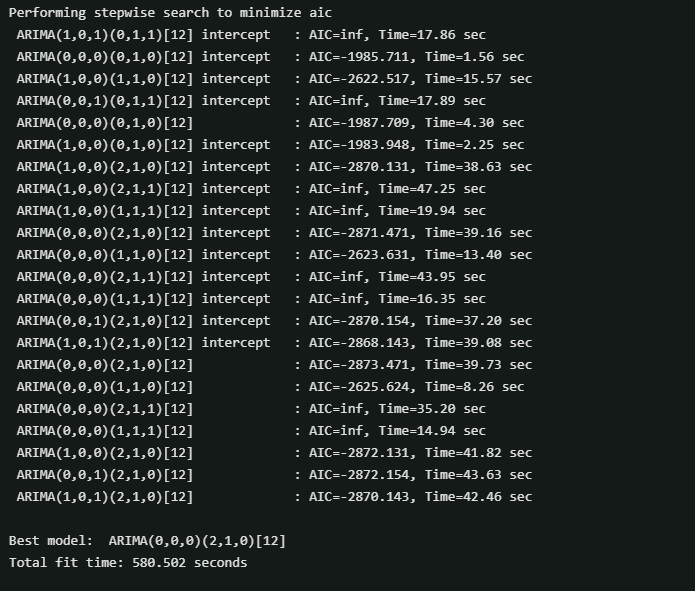 Performing stepwise search to minimize aic
ARIMA(1,0,1)(0,1,1)[12] intercept   : AIC=inf, Time=17.86 sec
ARIMA(0,0,0)(0,1,0)[12] intercept   : AIC=-1985.711, Time=1.56 sec
ARIMA(1,0,0)(1,1,0)[12] intercept   : AIC=-2622.517, Time=15.57 sec
ARIMA(0,0,1)(0,1,1)[12] intercept   : AIC=inf, Time=17.89 sec
ARIMA(0,0,0)(0,1,0)[12]             : AIC=-1987.709, Time=4.30 sec
ARIMA(1,0,0)(0,1,0)[12] intercept   : AIC=-1983.948, Time=2.25 sec
ARIMA(1,0,0)(2,1,0)[12] intercept   : AIC=-2870.131, Time=38.63 sec
ARIMA(1,0,0)(2,1,1)[12] intercept   : AIC=inf, Time=47.25 sec
ARIMA(1,0,0)(1,1,1)[12] intercept   : AIC=inf, Time=19.94 sec
ARIMA(0,0,0)(2,1,0)[12] intercept   : AIC=-2871.471, Time=39.16 sec
ARIMA(0,0,0)(1,1,0)[12] intercept   : AIC=-2623.631, Time=13.40 sec
ARIMA(0,0,0)(2,1,1)[12] intercept   : AIC=inf, Time=43.95 sec
ARIMA(0,0,0)(1,1,1)[12] intercept   : AIC=inf, Time=16.35 sec
ARIMA(0,0,1)(2,1,0)[12] intercept   : AIC=-2870.154, Time=37.20 sec
ARIMA(1,0,1)(2,1,0)[12] intercept   : AIC=-2868.143, Time=39.08 sec
ARIMA(0,0,0)(2,1,0)[12]             : AIC=-2873.471, Time=39.73 sec
ARIMA(0,0,0)(1,1,0)[12]             : AIC=-2625.624, Time=8.26 sec
ARIMA(0,0,0)(2,1,1)[12]             : AIC=inf, Time=35.20 sec
ARIMA(0,0,0)(1,1,1)[12]             : AIC=inf, Time=14.94 sec
ARIMA(1,0,0)(2,1,0)[12]             : AIC=-2872.131, Time=41.82 sec
ARIMA(0,0,1)(2,1,0)[12]             : AIC=-2872.154, Time=43.63 sec
ARIMA(1,0,1)(2,1,0)[12]             : AIC=-2870.143, Time=42.46 sec
Best model:  ARIMA(0,0,0)(2,1,0)[12]
Total fit time: 580.502 seconds